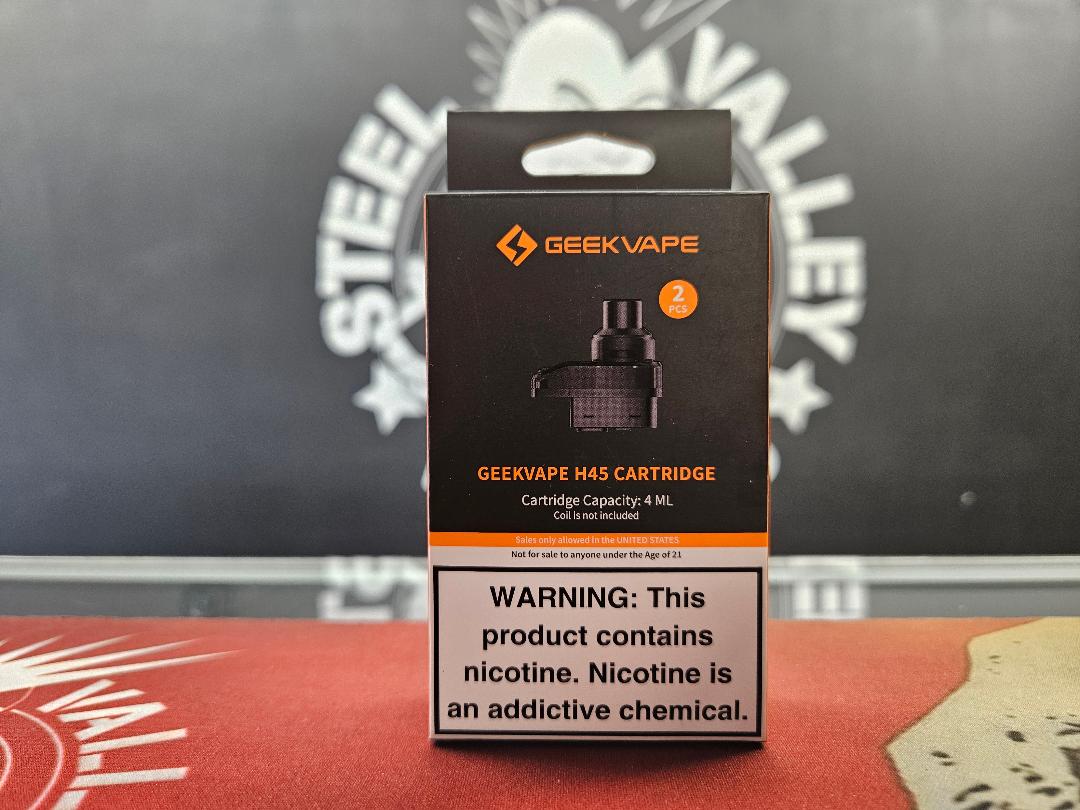 STEEL VALLEY
GEEKVAPE
2
PCS
GEEKVAPE H45 CARTRIDGE
Cartridge Capacity: 4 ML
Coil is not included
Sales only allowed in the UNITED STATES
Not for sale to anyone under the Age of 21
WARNING: This
product contains
nicotine. Nicotine is
an addictive chemical.
VALL